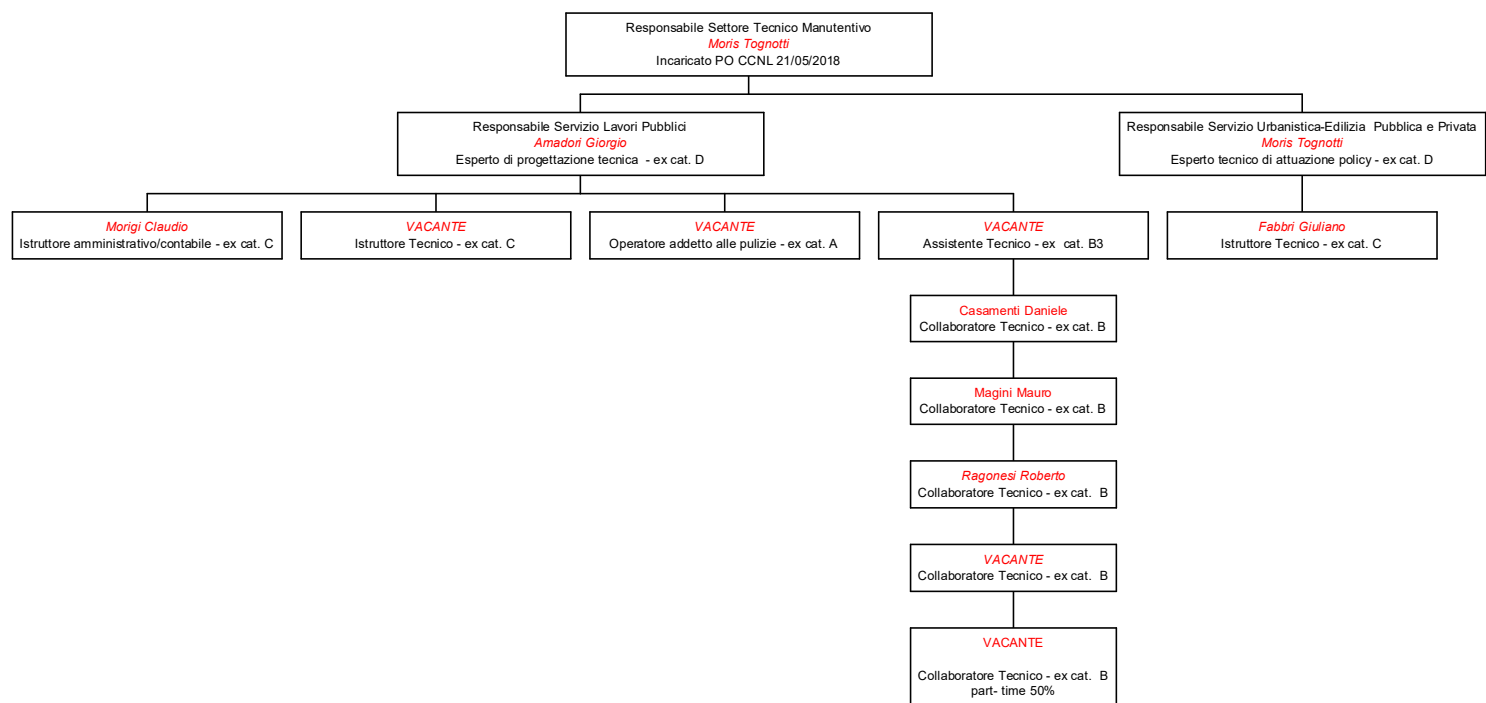 Responsabile Settore Tecnico Manutentivo
Moris Tognotti
Incaricato PO CCNL 21/05/2018
Responsabile Servizio Lavori Pubblici
Amadori Giorgio
Esperto di progettazione tecnica - ex cat. D
Responsabile Servizio Urbanistica-Edilizia Pubblica e Privata
Moris Tognotti
Esperto tecnico di attuazione policy - ex cat. D
Morigi Claudio
Istruttore amministrativo/contabile - ex cat. C
VACANTE
Istruttore Tecnico - ex cat. C
VACANTE
Operatore addetto alle pulizie - ex cat. A
VACANTE
Assistente Tecnico - ex cat. B3
Fabbri Giuliano
Istruttore Tecnico - ex cat. C
Casamenti Daniele
Collaboratore Tecnico - ex cat. B
Magini Mauro
Collaboratore Tecnico - ex cat. B
Ragonesi Roberto
Collaboratore Tecnico - ex cat. B
VACANTE
Collaboratore Tecnico - ex cat. B
VACANTE
Collaboratore Tecnico - ex cat. B
part- time 50%